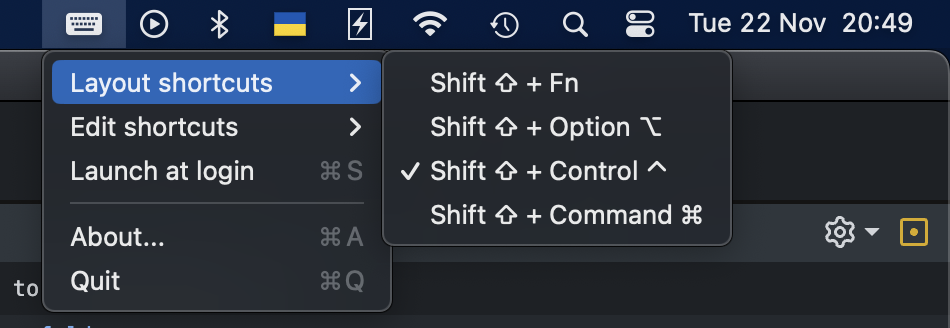 Tue 22 Nov 20:49
Layout shortcuts
Edit shortcuts
Launch at login ⌘ S
About... ⌘ A
Quit ⌘ Q
Shift ⇧ + Fn
Shift ⇧ + Option ⌥
✓ Shift ⇧ + Control ^
Shift ⇧ + Command ⌘
to